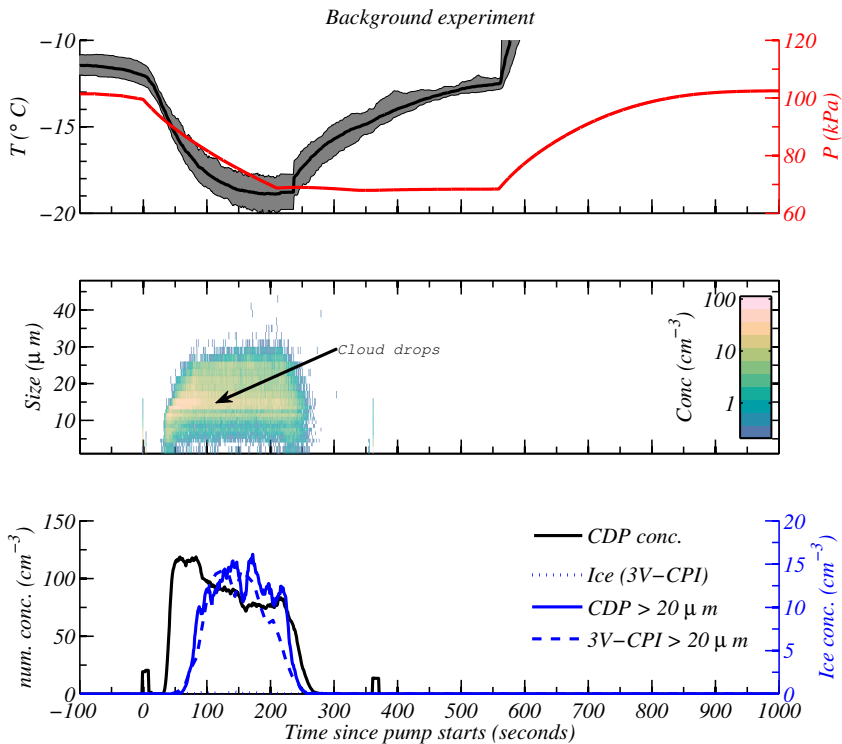 Background experiment
−10
−15
−20
T (° C)
120
100
80
60
P (kPa)
40
30
20
10
Size (μ m)
Cloud drops
Conc (cm−3)
100
10
1
150
100
50
0
num. conc. (cm−3)
CDP conc.
Ice (3V−CPI)
CDP > 20 μ m
3V−CPI > 20 μ m
20
15
10
5
0
Ice conc. (cm−3)
−100 0 100 200 300 400 500 600 700 800 900 1000
Time since pump starts (seconds)